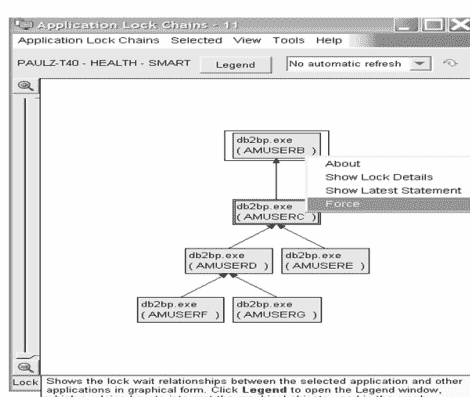 Application Lock Chains - 11
Application Lock Chains Selected View Tools Help
PAULZ-T40 - HEALTH - SMART Legend No automatic refresh
db2bp.exe
( AMUSERB )
About
Show Lock Details
Show Latest Statement
Force
db2bp.exe
( AMUSERC )
db2bp.exe
( AMUSERD )
db2bp.exe
( AMUSERE )
db2bp.exe
( AMUSERF )
db2bp.exe
( AMUSERG )
Lock
Shows the lock wait relationships between the selected application and other
applications in graphical form. Click Legend to open the Legend window,